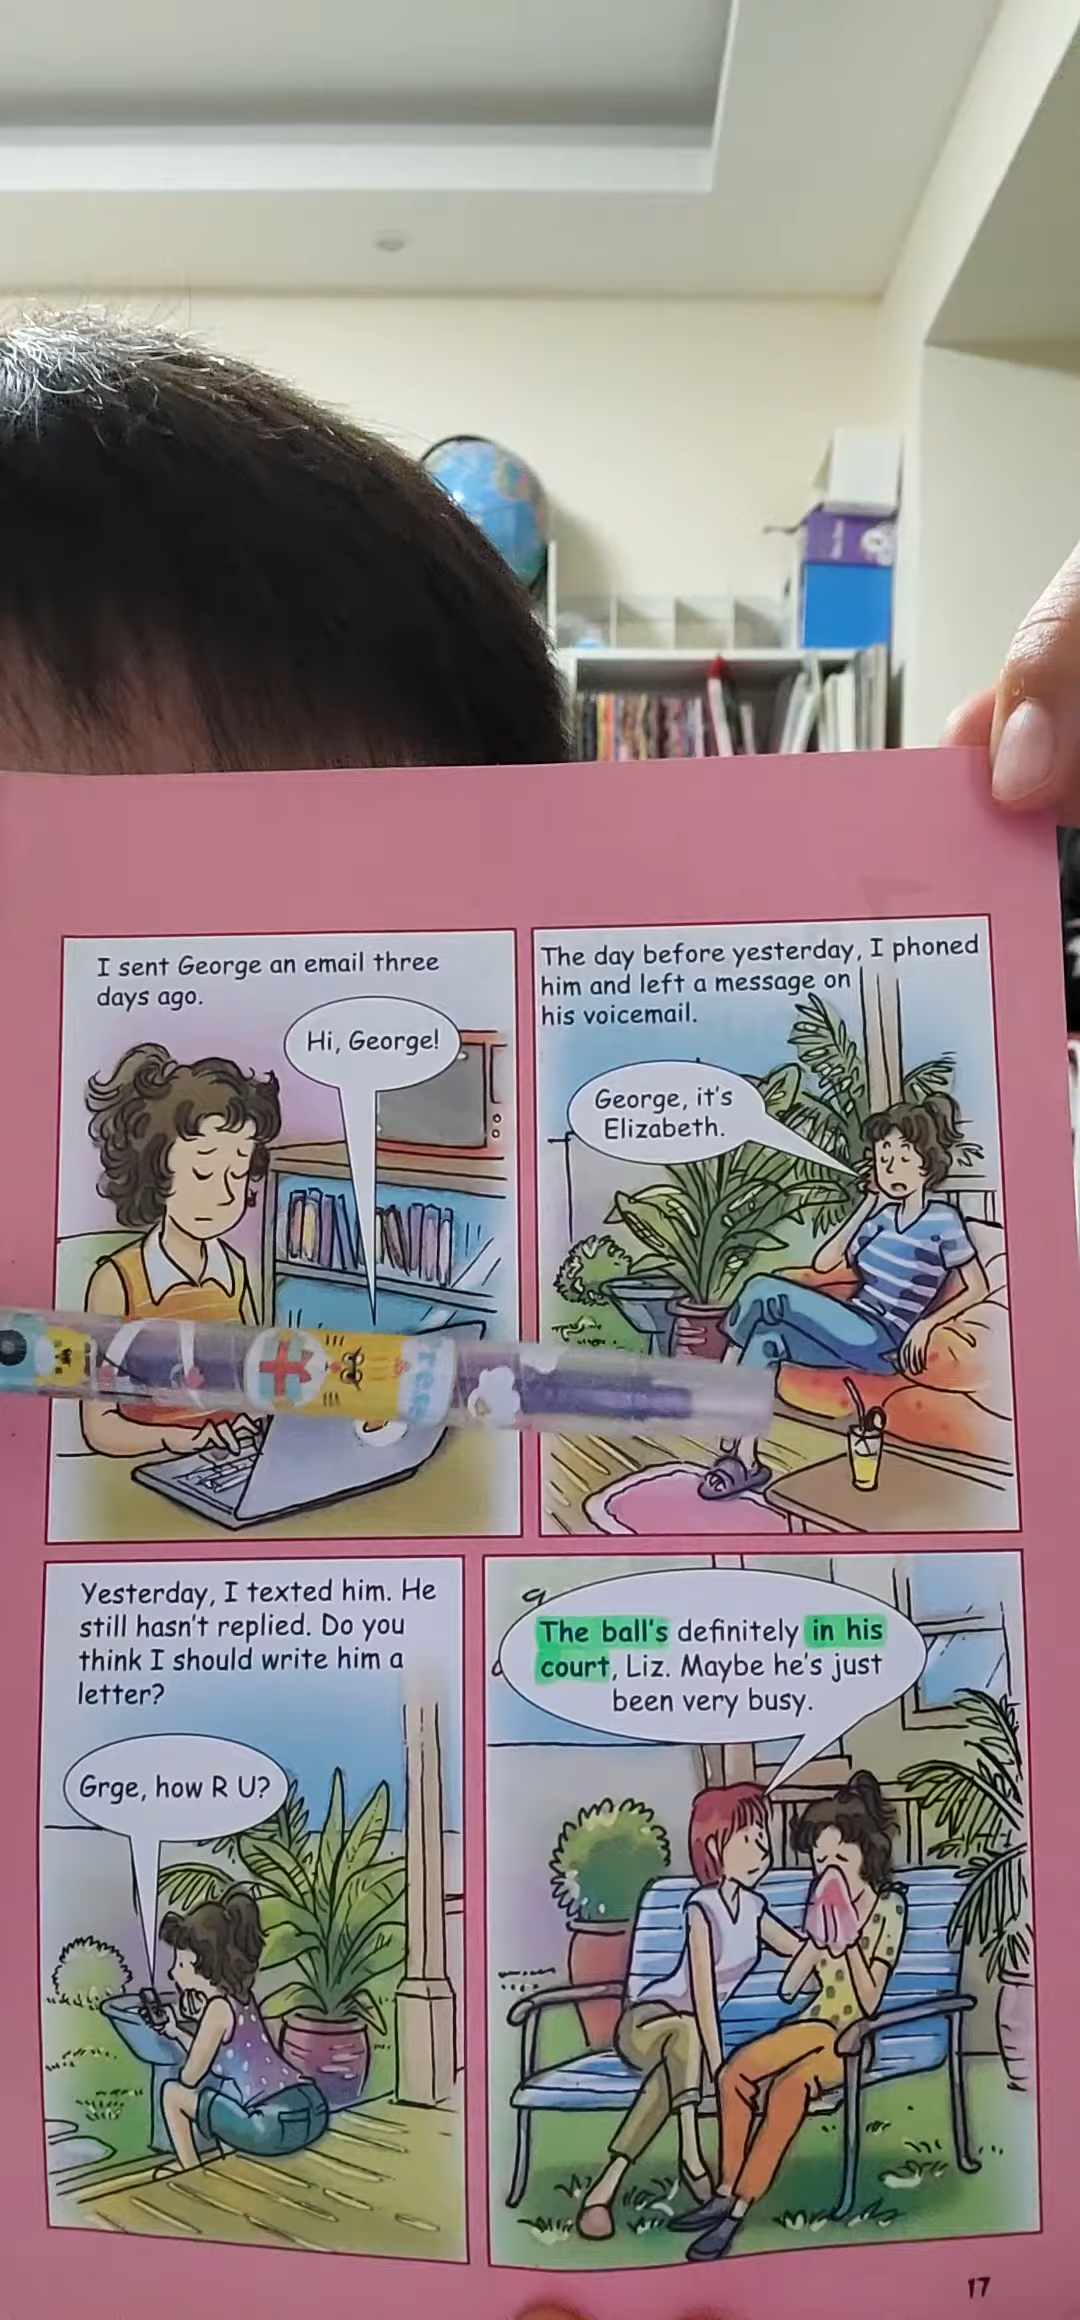 I sent George an email three
days ago.
Hi, George!
The day before yesterday, I phoned
him and left a message on
his voicemail.
George, it's
Elizabeth.
Yesterday, I texted him. He
still hasn't replied. Do you
think I should write him a
letter?
Grge, how R U?
The ball's definitely in his
court, Liz. Maybe he's just
been very busy.
17